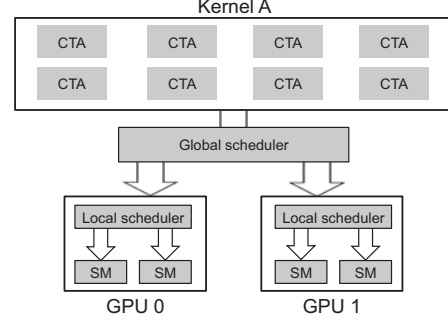 Kernel A
CTA CTA CTA CTA
CTA CTA CTA CTA
Global scheduler
Local scheduler Local scheduler
SM SM SM SM
GPU 0 GPU 1